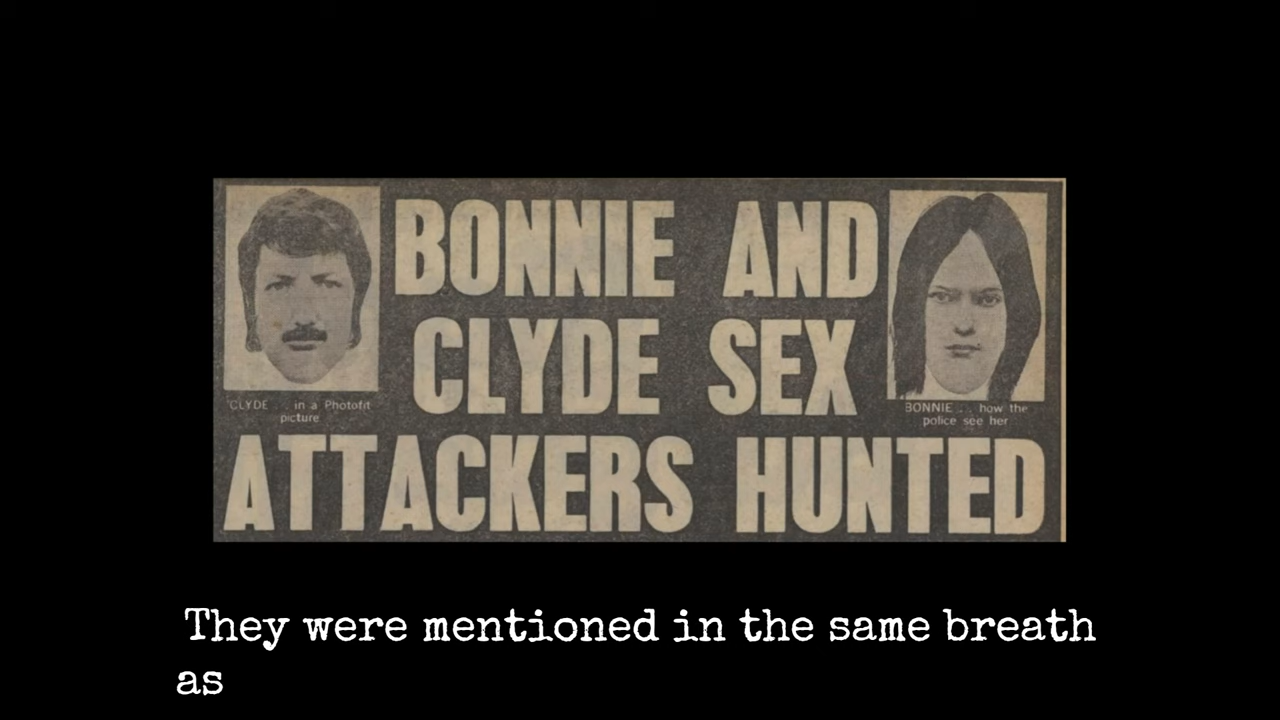 BONNIE AND
CLYDE SEX
ATTACKERS HUNTED
'CLYDE . . in a Photofit
picture
BONNIE . . how the
police see her
They were mentioned in the same breath
as